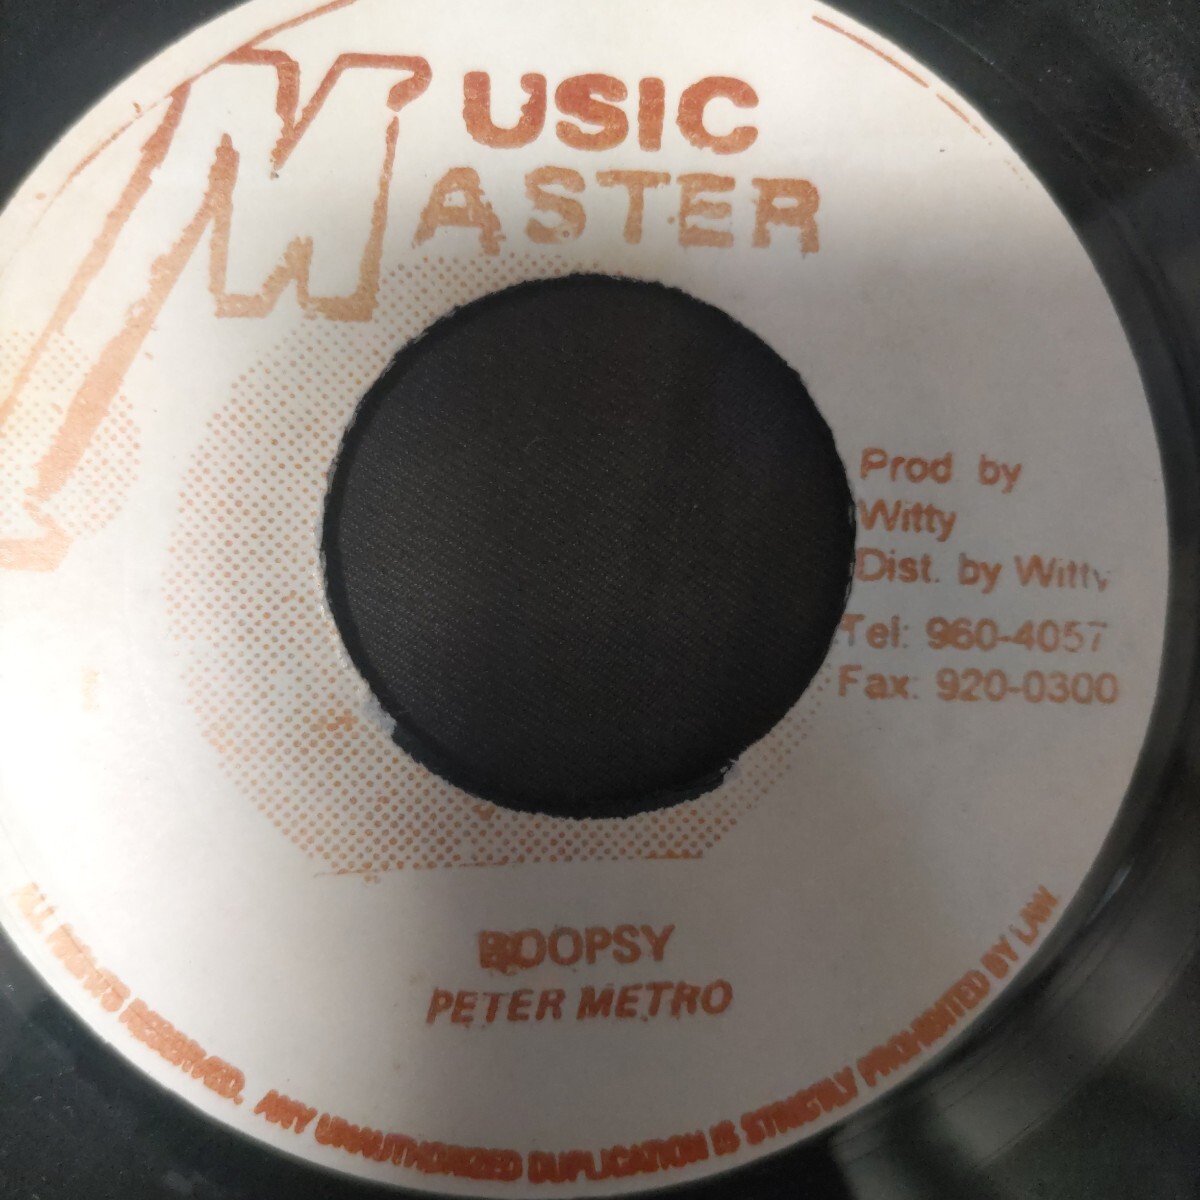 MUSIC
MASTER
Prod by
Witty
Dist. by Witty
Tel: 960-4057
Fax: 920-0300
BOOPSY
PETER METRO
ALL RIGHTS RESERVED. ANY UNAUTHORIZED DUPLICATION IS STRICTLY PROHIBITED BY LAW.